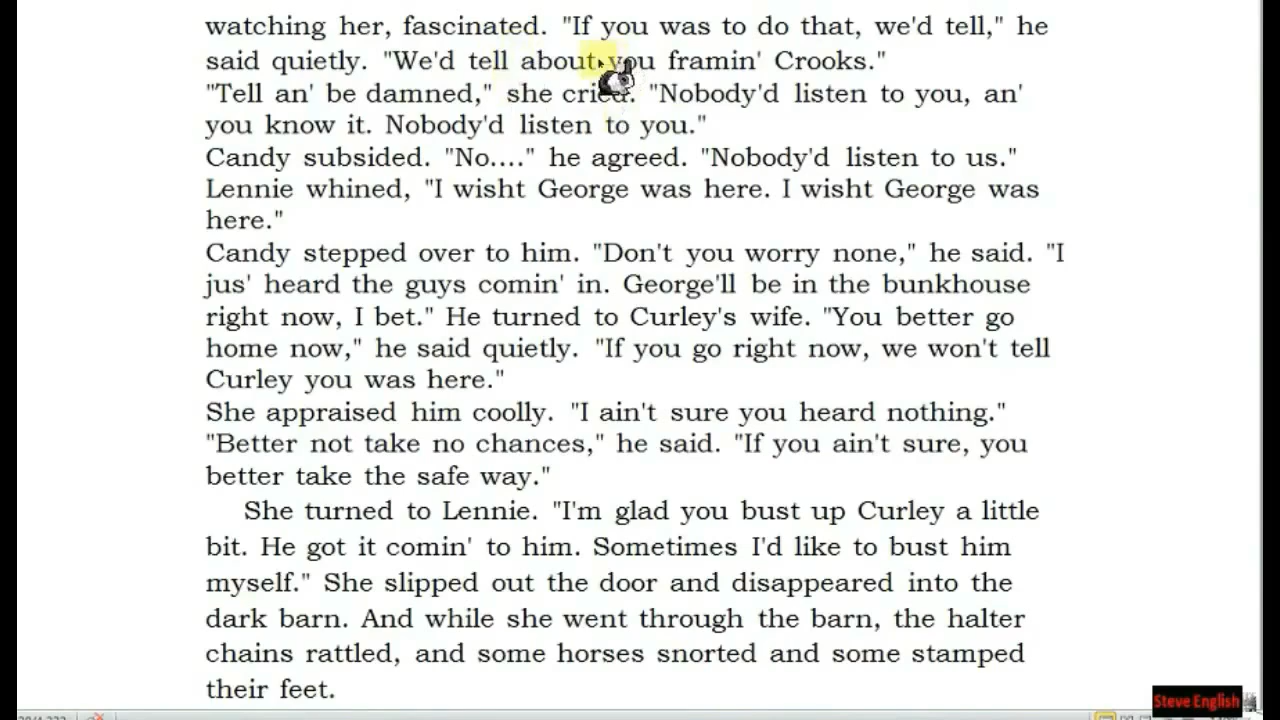 watching her, fascinated. "If you was to do that, we'd tell," he
said quietly. "We'd tell about you framin' Crooks."
"Tell an' be damned," she cried. "Nobody'd listen to you, an'
you know it. Nobody'd listen to you."
Candy subsided. "No...." he agreed. "Nobody'd listen to us."
Lennie whined, "I wisht George was here. I wisht George was
here."
Candy stepped over to him. "Don't you worry none," he said. "I
jus' heard the guys comin' in. George'll be in the bunkhouse
right now, I bet." He turned to Curley's wife. "You better go
home now," he said quietly. "If you go right now, we won't tell
Curley you was here."
She appraised him coolly. "I ain't sure you heard nothing."
"Better not take no chances," he said. "If you ain't sure, you
better take the safe way."
She turned to Lennie. "I'm glad you bust up Curley a little
bit. He got it comin' to him. Sometimes I'd like to bust him
myself." She slipped out the door and disappeared into the
dark barn. And while she went through the barn, the halter
chains rattled, and some horses snorted and some stamped
their feet.
Steve English